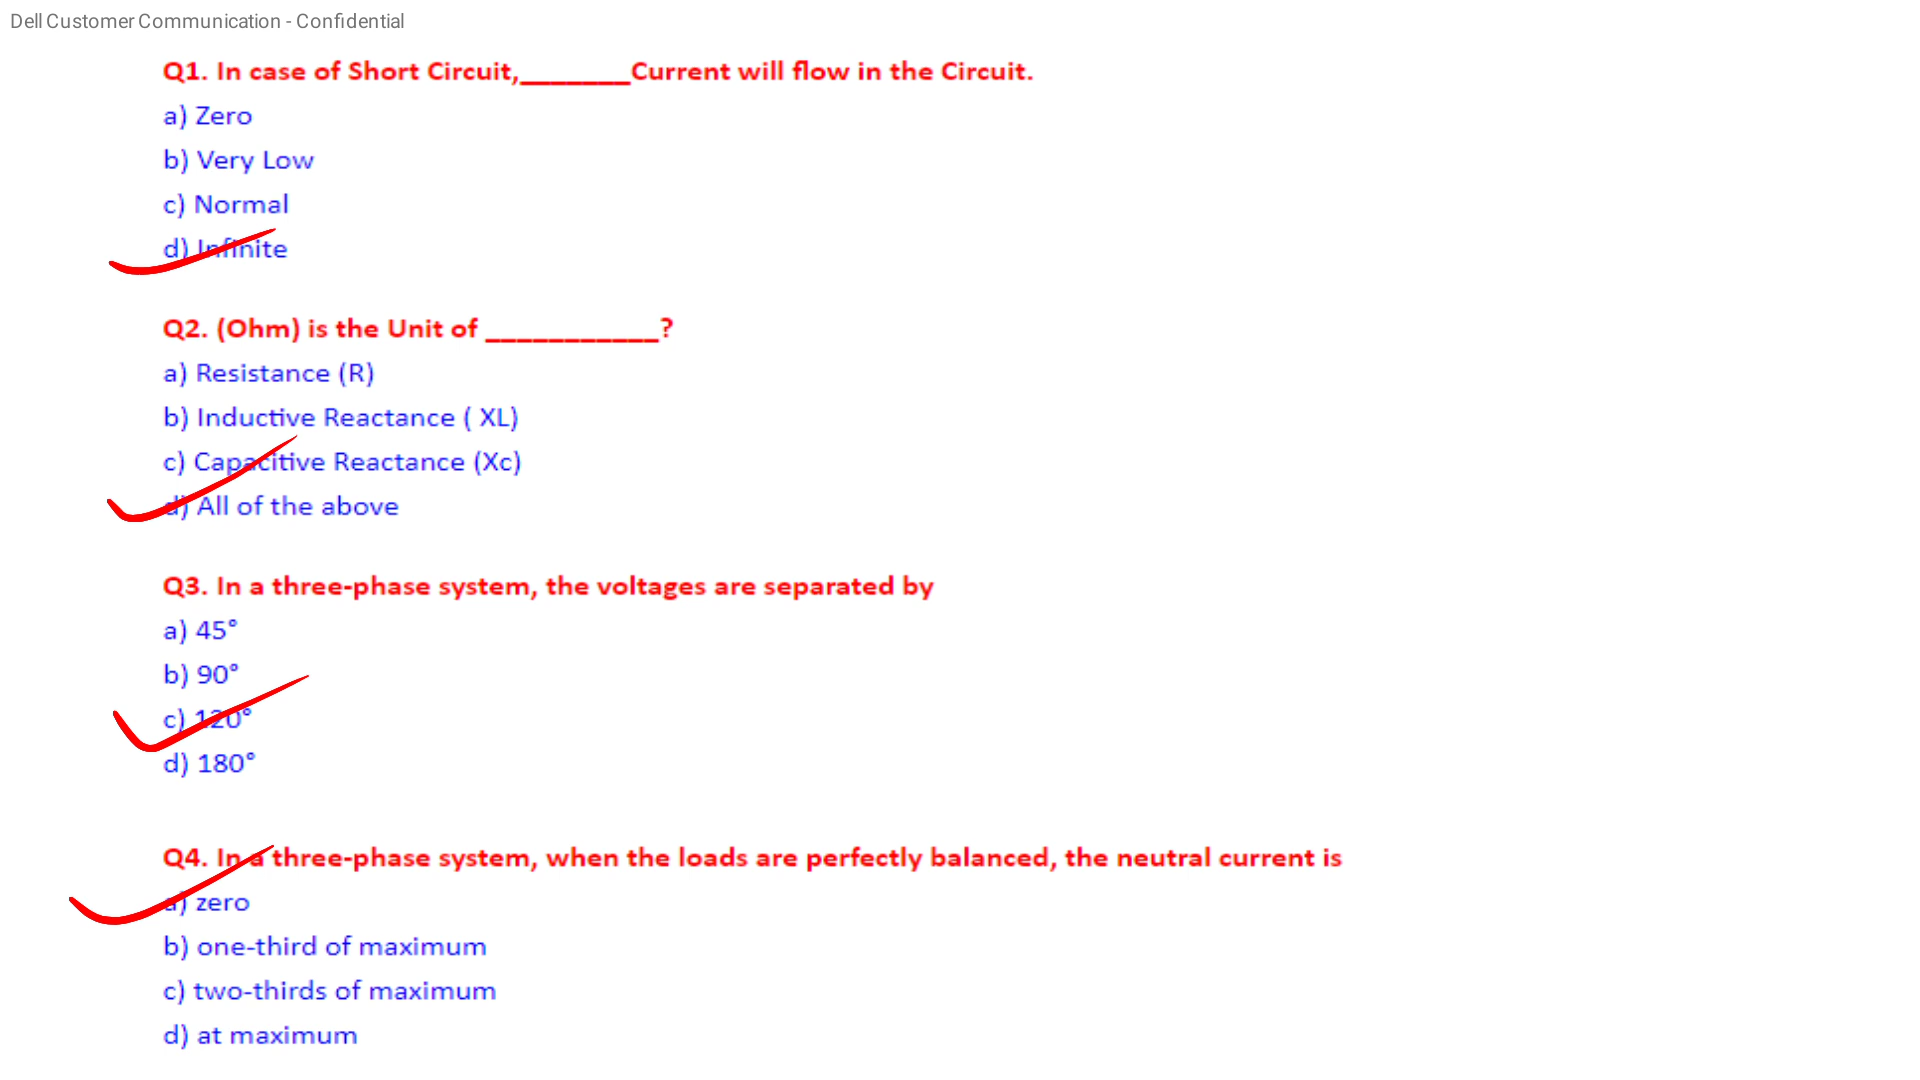 Dell Customer Communication - Confidential
Q1. In case of Short Circuit,_______Current will flow in the Circuit.
a) Zero
b) Very Low
c) Normal
d) Infinite
Q2. (Ohm) is the Unit of ___________?
a) Resistance (R)
b) Inductive Reactance ( XL)
c) Capacitive Reactance (Xc)
d) All of the above
Q3. In a three-phase system, the voltages are separated by
a) 45°
b) 90°
c) 120°
d) 180°
Q4. In a three-phase system, when the loads are perfectly balanced, the neutral current is
a) zero
b) one-third of maximum
c) two-thirds of maximum
d) at maximum